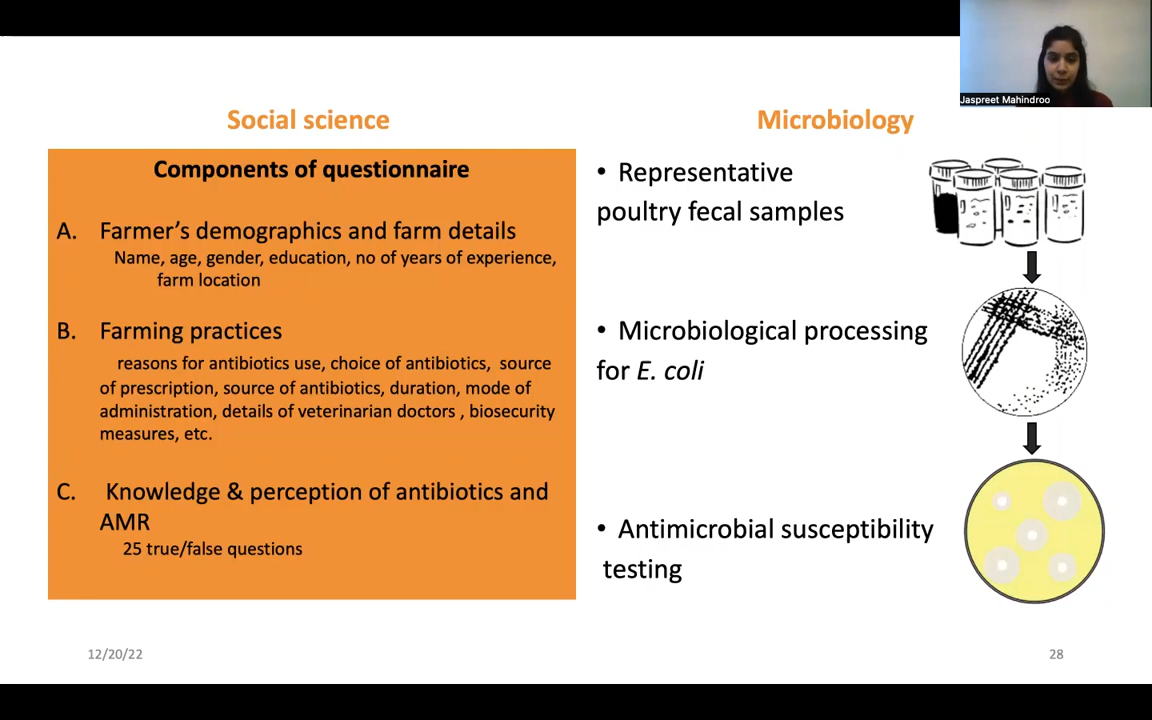 Jaspreet Mahindroo
Social science
Components of questionnaire
A. Farmer’s demographics and farm details
Name, age, gender, education, no of years of experience,
farm location
B. Farming practices
reasons for antibiotics use, choice of antibiotics, source
of prescription, source of antibiotics, duration, mode of
administration, details of veterinarian doctors , biosecurity
measures, etc.
C. Knowledge & perception of antibiotics and
AMR
25 true/false questions
Microbiology
• Representative
poultry fecal samples
• Microbiological processing
for E. coli
• Antimicrobial susceptibility
testing
12/20/22
28